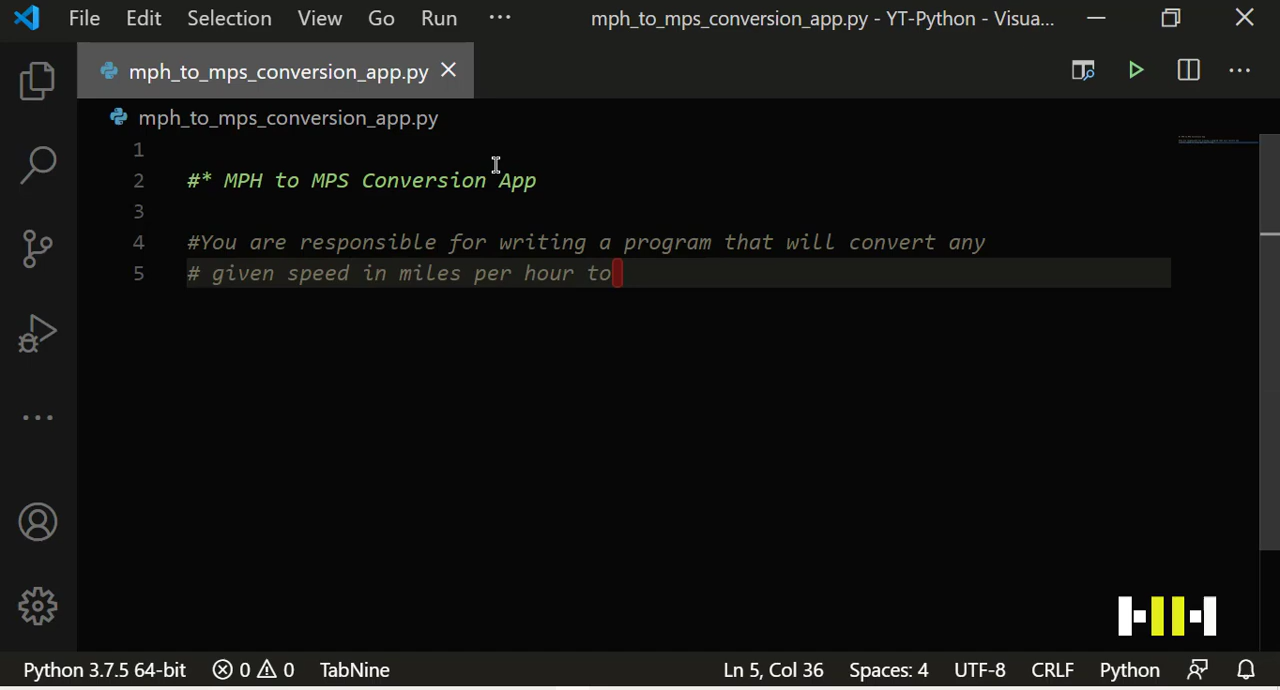 File Edit Selection View Go Run ··· mph_to_mps_conversion_app.py - YT-Python - Visua...
mph_to_mps_conversion_app.py
mph_to_mps_conversion_app.py
1
2 #* MPH to MPS Conversion App
3
4 #You are responsible for writing a program that will convert any
5 # given speed in miles per hour to
Python 3.7.5 64-bit 0 0 TabNine Ln 5, Col 36 Spaces: 4 UTF-8 CRLF Python